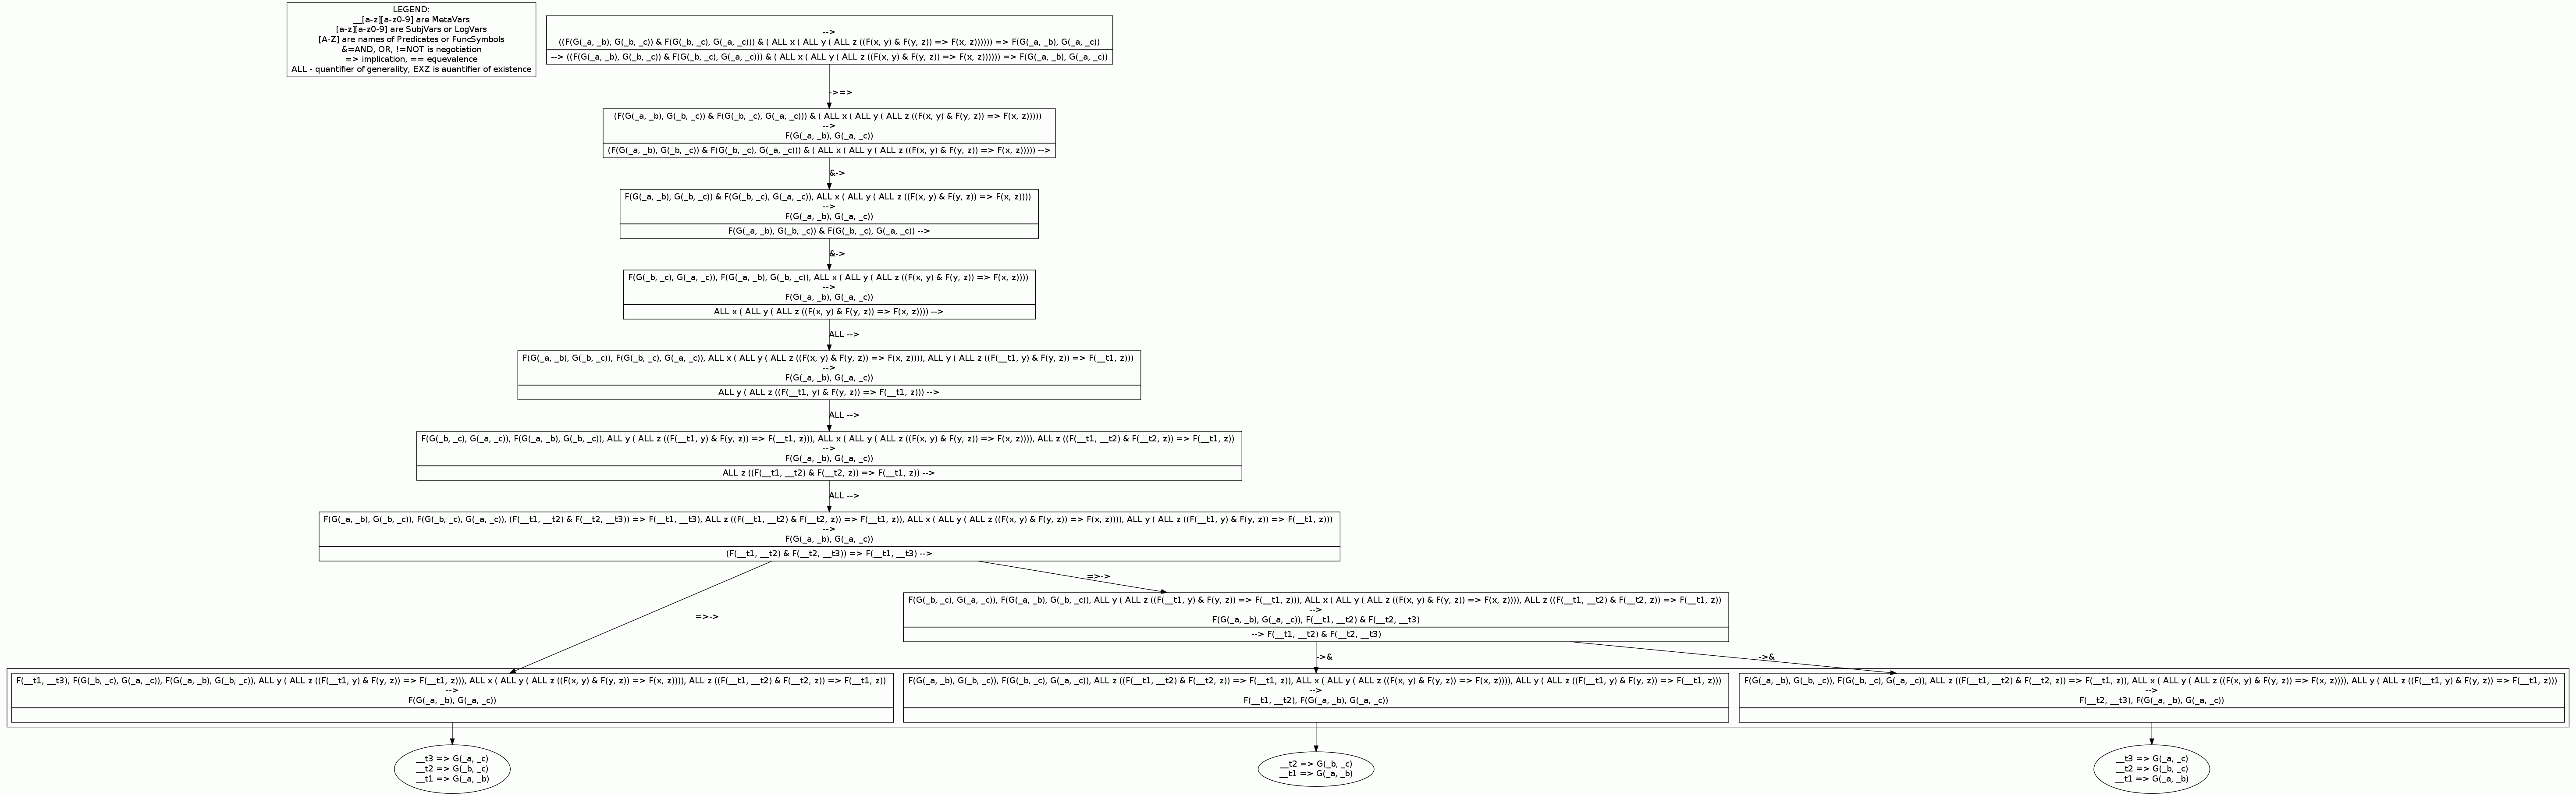 LEGEND:
__[a-z][a-z0-9] are MetaVars
[a-z][a-z0-9] are SubjVars or LogVars
[A-Z] are names of Predicates or FuncSymbols
&=AND, OR, !=NOT is negotiation
=> implication, == equevalence
ALL - quantifier of generality, EXZ is auantifier of existence
-->
((F(G(_a, _b), G(_b, _c)) & F(G(_b, _c), G(_a, _c))) & ( ALL x ( ALL y ( ALL z ((F(x, y) & F(y, z)) => F(x, z)))))) => F(G(_a, _b), G(_a, _c))
--> ((F(G(_a, _b), G(_b, _c)) & F(G(_b, _c), G(_a, _c))) & ( ALL x ( ALL y ( ALL z ((F(x, y) & F(y, z)) => F(x, z)))))) => F(G(_a, _b), G(_a, _c))
->=>
(F(G(_a, _b), G(_b, _c)) & F(G(_b, _c), G(_a, _c))) & ( ALL x ( ALL y ( ALL z ((F(x, y) & F(y, z)) => F(x, z)))))
-->
F(G(_a, _b), G(_a, _c))
(F(G(_a, _b), G(_b, _c)) & F(G(_b, _c), G(_a, _c))) & ( ALL x ( ALL y ( ALL z ((F(x, y) & F(y, z)) => F(x, z))))) -->
&->
F(G(_a, _b), G(_b, _c)) & F(G(_b, _c), G(_a, _c)), ALL x ( ALL y ( ALL z ((F(x, y) & F(y, z)) => F(x, z))))
-->
F(G(_a, _b), G(_a, _c))
F(G(_a, _b), G(_b, _c)) & F(G(_b, _c), G(_a, _c)) -->
&->
F(G(_b, _c), G(_a, _c)), F(G(_a, _b), G(_b, _c)), ALL x ( ALL y ( ALL z ((F(x, y) & F(y, z)) => F(x, z))))
-->
F(G(_a, _b), G(_a, _c))
ALL x ( ALL y ( ALL z ((F(x, y) & F(y, z)) => F(x, z)))) -->
ALL -->
F(G(_a, _b), G(_b, _c)), F(G(_b, _c), G(_a, _c)), ALL x ( ALL y ( ALL z ((F(x, y) & F(y, z)) => F(x, z)))), ALL y ( ALL z ((F(__t1, y) & F(y, z)) => F(__t1, z)))
-->
F(G(_a, _b), G(_a, _c))
ALL y ( ALL z ((F(__t1, y) & F(y, z)) => F(__t1, z))) -->
ALL -->
F(G(_b, _c), G(_a, _c)), F(G(_a, _b), G(_b, _c)), ALL y ( ALL z ((F(__t1, y) & F(y, z)) => F(__t1, z))), ALL x ( ALL y ( ALL z ((F(x, y) & F(y, z)) => F(x, z)))), ALL z ((F(__t1, __t2) & F(__t2, z)) => F(__t1, z))
-->
F(G(_a, _b), G(_a, _c))
ALL z ((F(__t1, __t2) & F(__t2, z)) => F(__t1, z)) -->
ALL -->
F(G(_a, _b), G(_b, _c)), F(G(_b, _c), G(_a, _c)), (F(__t1, __t2) & F(__t2, __t3)) => F(__t1, __t3), ALL z ((F(__t1, __t2) & F(__t2, z)) => F(__t1, z)), ALL x ( ALL y ( ALL z ((F(x, y) & F(y, z)) => F(x, z)))), ALL y ( ALL z ((F(__t1, y) & F(y, z)) => F(__t1, z)))
-->
F(G(_a, _b), G(_a, _c))
(F(__t1, __t2) & F(__t2, __t3)) => F(__t1, __t3) -->
=>->
=>->
F(G(_b, _c), G(_a, _c)), F(G(_a, _b), G(_b, _c)), ALL y ( ALL z ((F(__t1, y) & F(y, z)) => F(__t1, z))), ALL x ( ALL y ( ALL z ((F(x, y) & F(y, z)) => F(x, z)))), ALL z ((F(__t1, __t2) & F(__t2, z)) => F(__t1, z))
-->
F(G(_a, _b), G(_a, _c)), F(__t1, __t2) & F(__t2, __t3)
--> F(__t1, __t2) & F(__t2, __t3)
->&
->&
F(__t1, __t3), F(G(_b, _c), G(_a, _c)), F(G(_a, _b), G(_b, _c)), ALL y ( ALL z ((F(__t1, y) & F(y, z)) => F(__t1, z))), ALL x ( ALL y ( ALL z ((F(x, y) & F(y, z)) => F(x, z)))), ALL z ((F(__t1, __t2) & F(__t2, z)) => F(__t1, z))
-->
F(G(_a, _b), G(_a, _c))
F(G(_a, _b), G(_b, _c)), F(G(_b, _c), G(_a, _c)), ALL z ((F(__t1, __t2) & F(__t2, z)) => F(__t1, z)), ALL x ( ALL y ( ALL z ((F(x, y) & F(y, z)) => F(x, z)))), ALL y ( ALL z ((F(__t1, y) & F(y, z)) => F(__t1, z)))
-->
F(__t1, __t2), F(G(_a, _b), G(_a, _c))
F(G(_a, _b), G(_b, _c)), F(G(_b, _c), G(_a, _c)), ALL z ((F(__t1, __t2) & F(__t2, z)) => F(__t1, z)), ALL x ( ALL y ( ALL z ((F(x, y) & F(y, z)) => F(x, z)))), ALL y ( ALL z ((F(__t1, y) & F(y, z)) => F(__t1, z)))
-->
F(__t2, __t3), F(G(_a, _b), G(_a, _c))
__t3 => G(_a, _c)
__t2 => G(_b, _c)
__t1 => G(_a, _b)
__t2 => G(_b, _c)
__t1 => G(_a, _b)
__t3 => G(_a, _c)
__t2 => G(_b, _c)
__t1 => G(_a, _b)